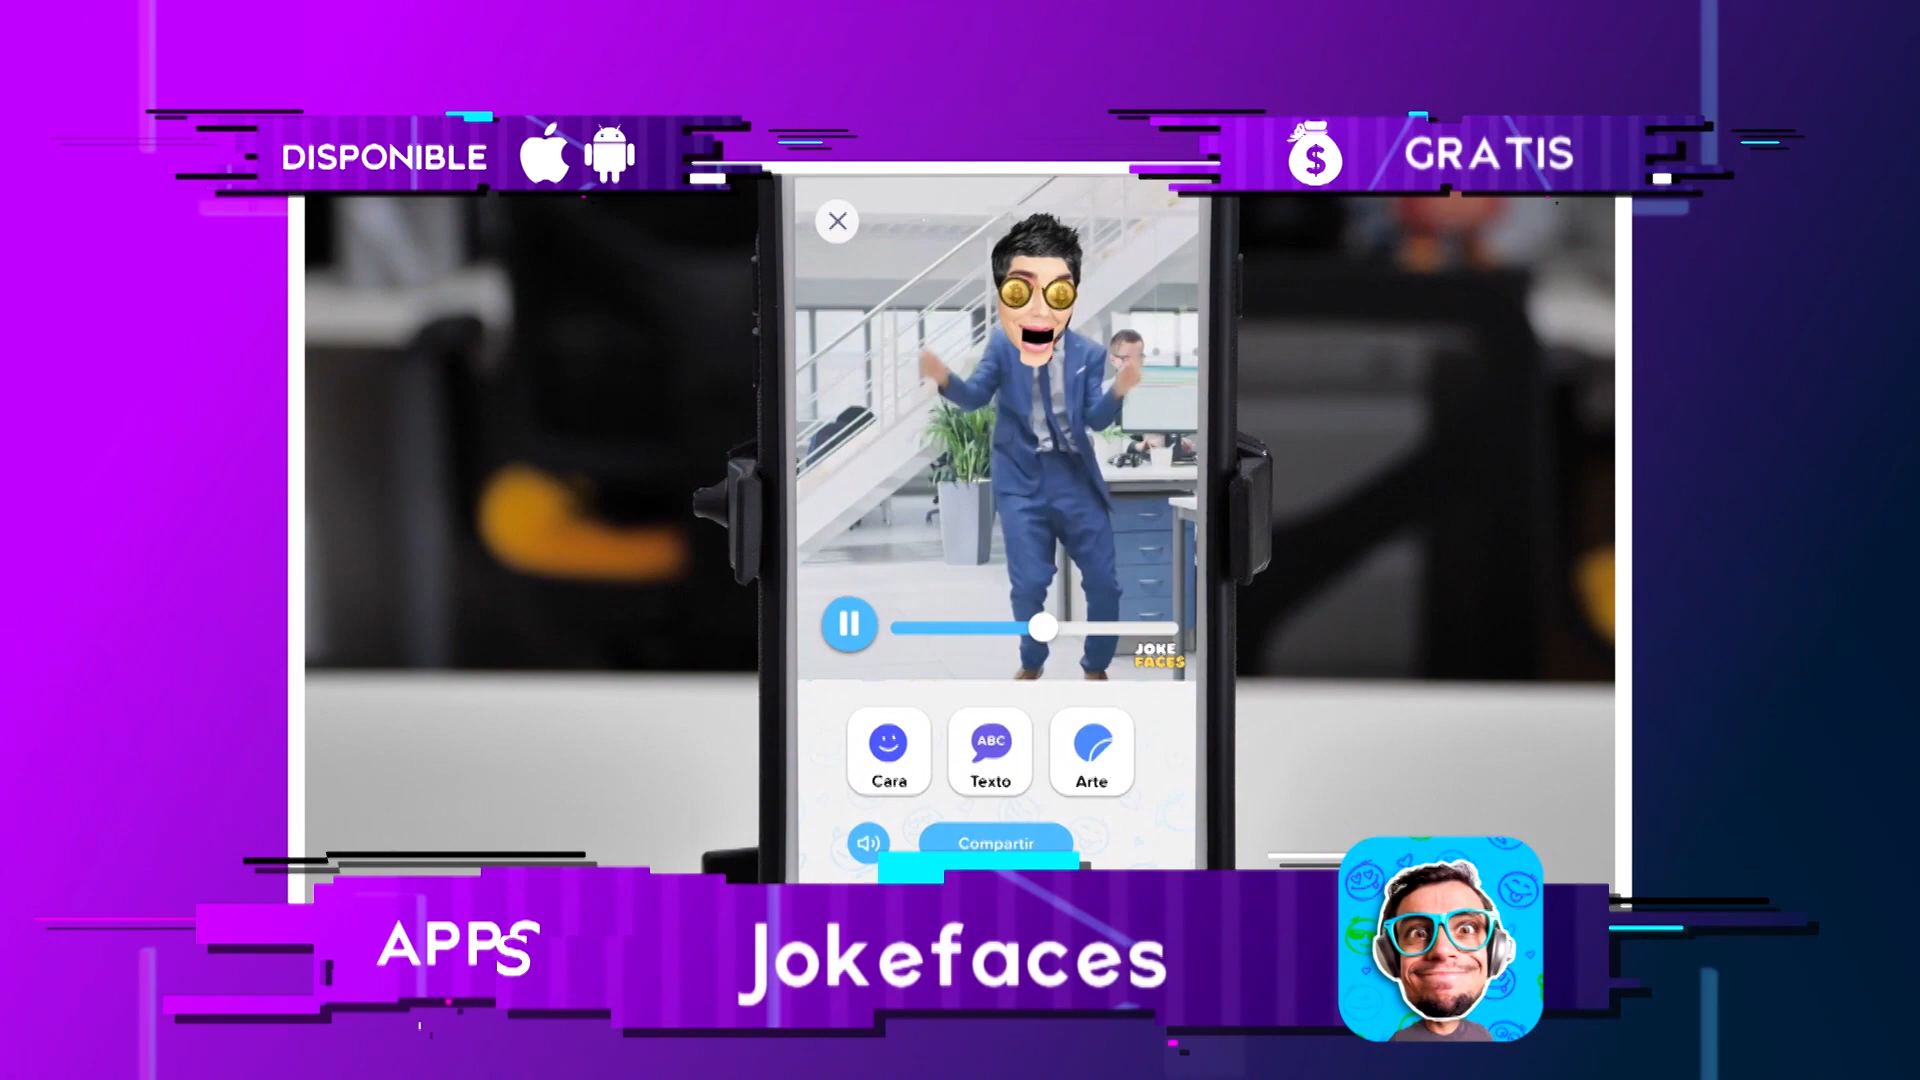 DISPONIBLE
GRATIS
JOKE
FACES
Cara
ABC
Texto
Arte
Compartir
APPS
Jokefaces